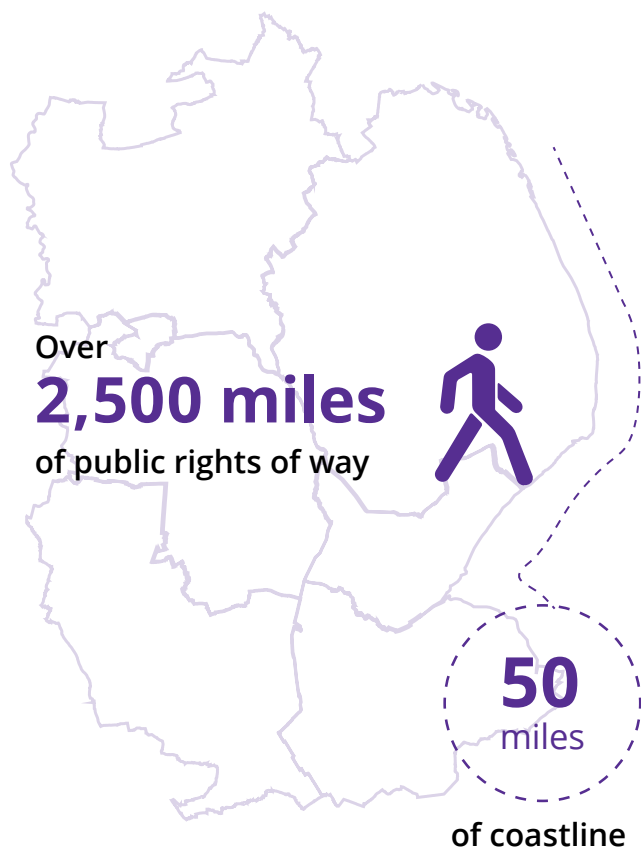 Over
2,500 miles
of public rights of way
50
miles
of coastline